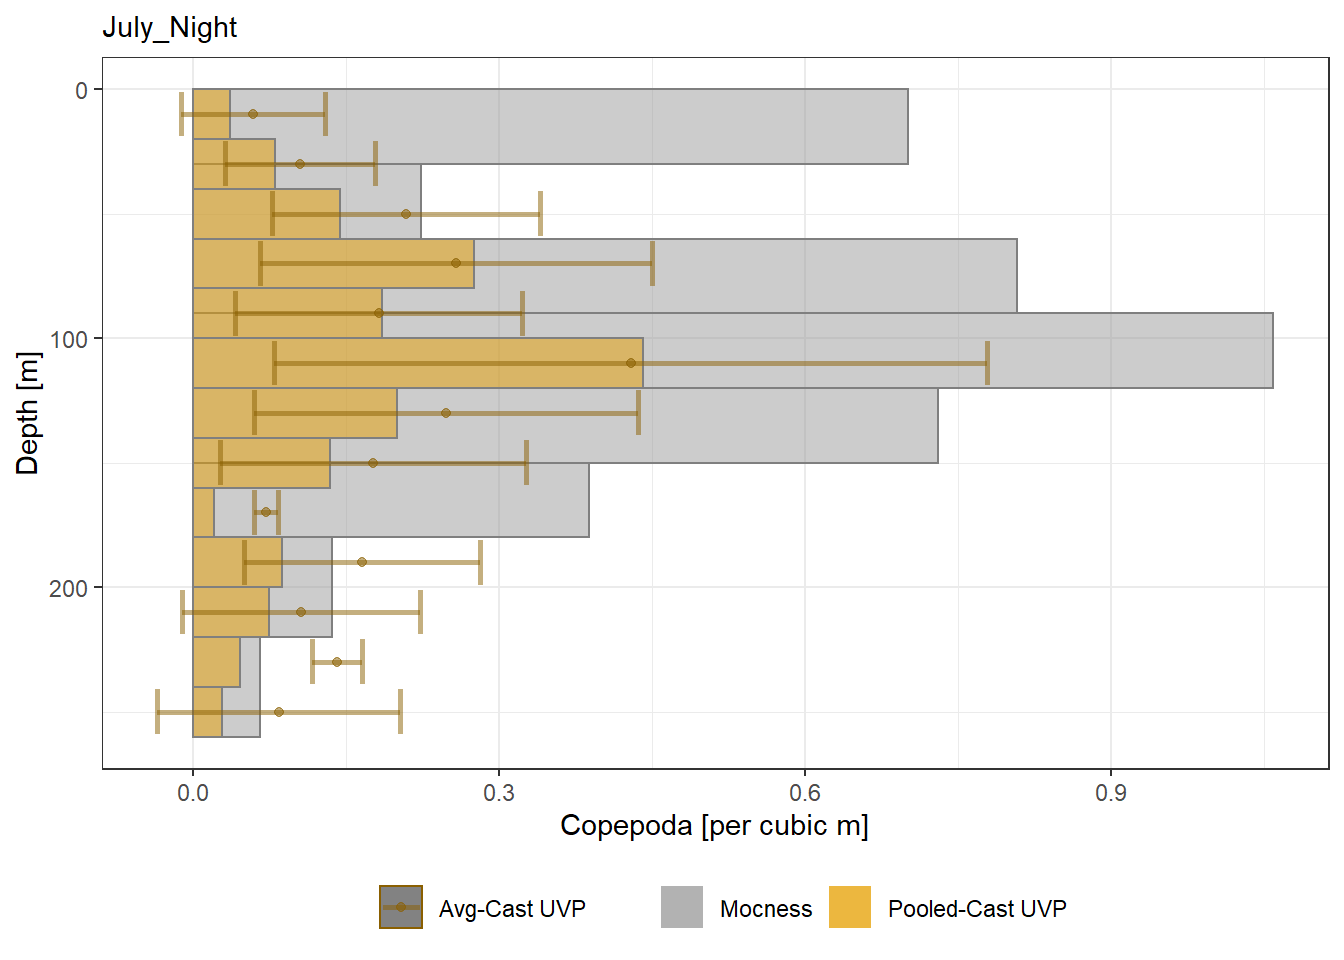 July_Night
0
100
200
Depth [m]
0.0 0.3 0.6 0.9
Copepoda [per cubic m]
Avg-Cast UVP Mocness Pooled-Cast UVP